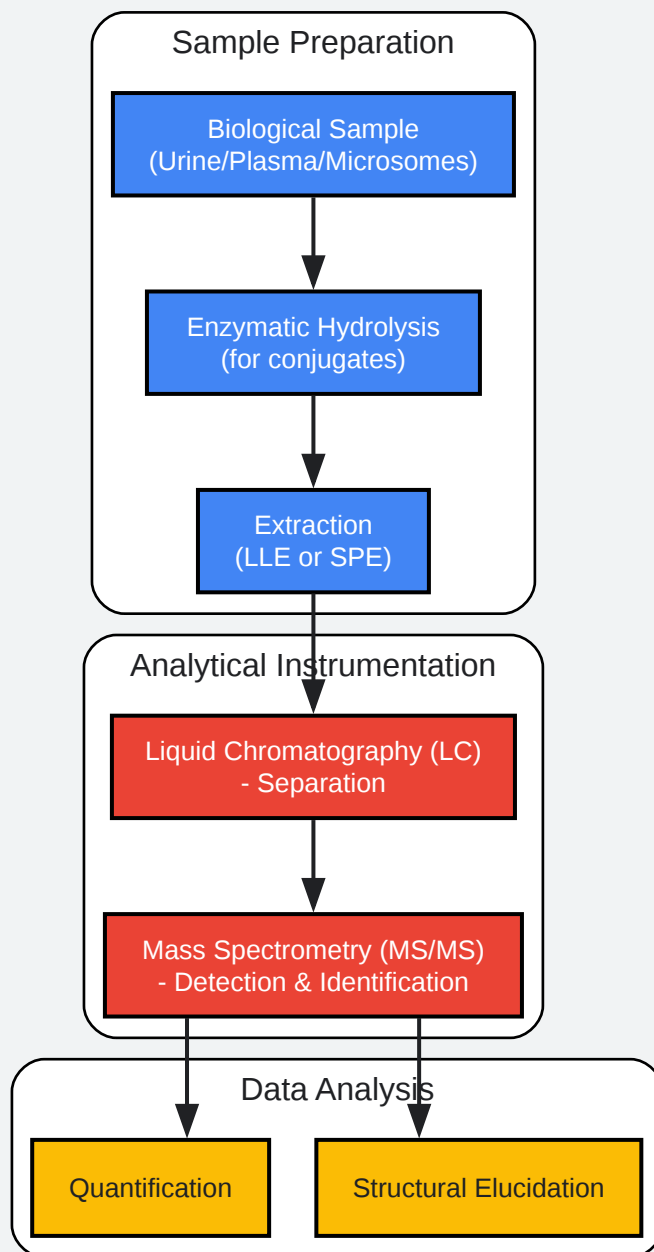 Sample Preparation
Biological Sample
(Urine/Plasma/Microsomes)
Enzymatic Hydrolysis
(for conjugates)
Extraction
(LLE or SPE)
Analytical Instrumentation
Liquid Chromatography (LC)
- Separation
Mass Spectrometry (MS/MS)
- Detection & Identification
Data Analysis
Quantification
Structural Elucidation